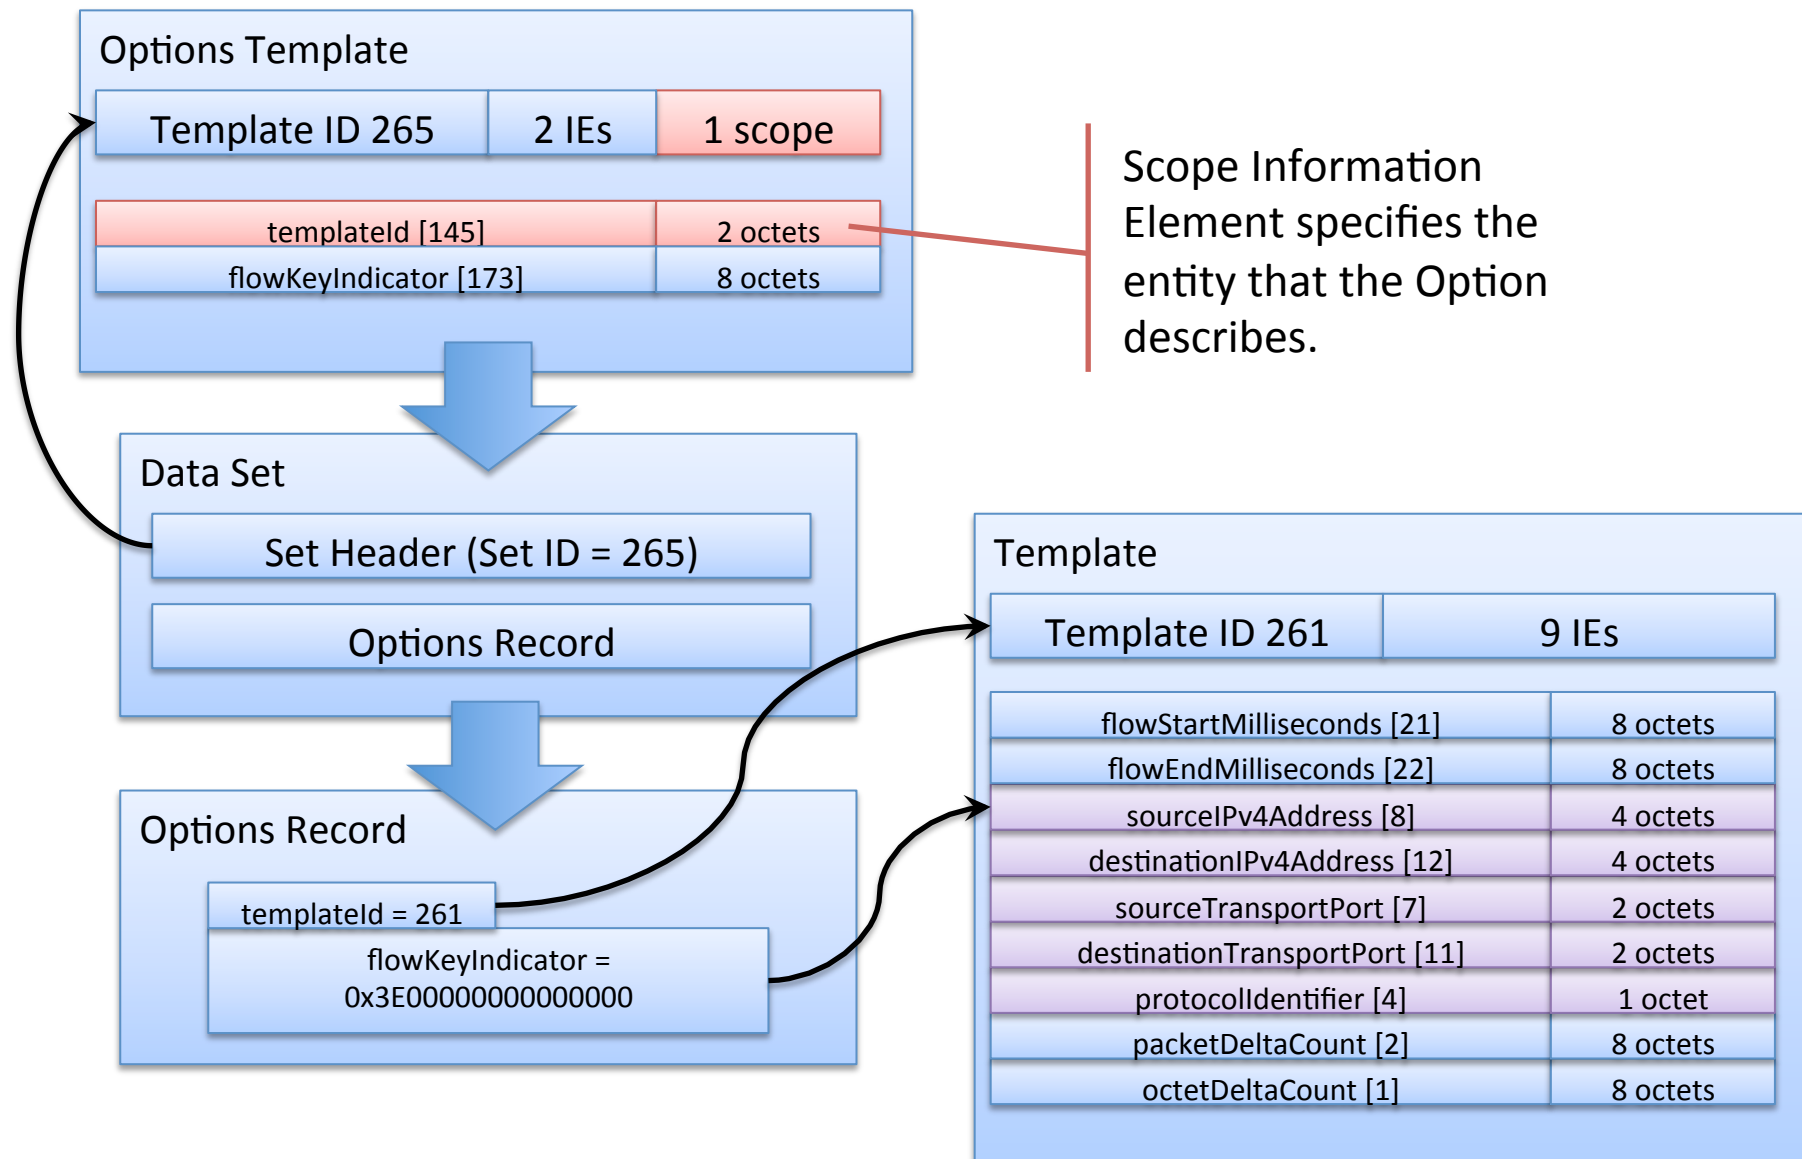 Options Template
Template ID 265 2 IEs 1 scope
templateId [145] 2 octets
flowKeyIndicator [173] 8 octets
Scope Information
Element specifies the
entity that the Option
describes.
Data Set
Set Header (Set ID = 265)
Options Record
Options Record
templateId = 261
flowKeyIndicator =
0x3E00000000000000
Template
Template ID 261 9 IEs
flowStartMilliseconds [21] 8 octets
flowEndMilliseconds [22] 8 octets
sourceIPv4Address [8] 4 octets
destinationIPv4Address [12] 4 octets
sourceTransportPort [7] 2 octets
destinationTransportPort [11] 2 octets
protocolIdentifier [4] 1 octet
packetDeltaCount [2] 8 octets
octetDeltaCount [1] 8 octets